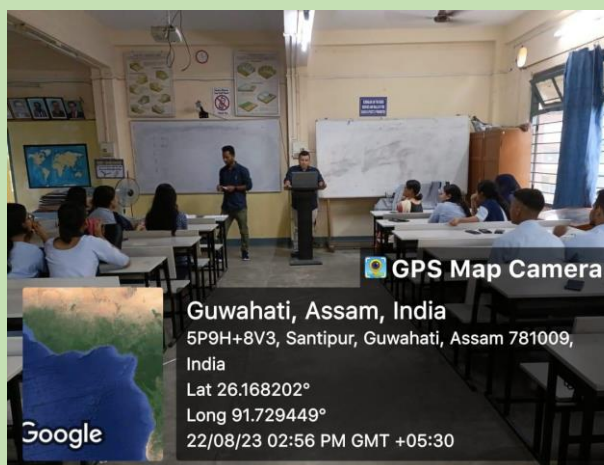 GPS Map Camera
Guwahati, Assam, India
5P9H+8V3, Santipur, Guwahati, Assam 781009,
India
Lat 26.168202°
Long 91.729449°
22/08/23 02:56 PM GMT +05:30
Google